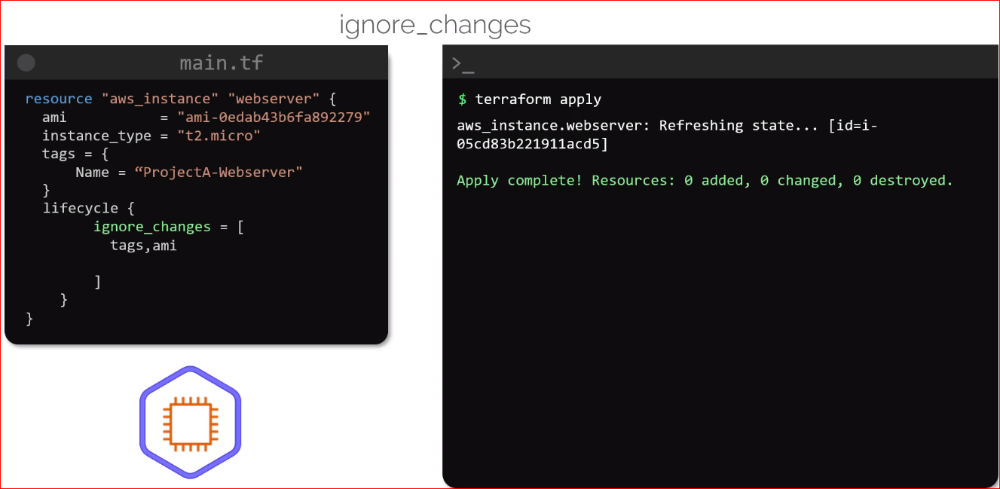 ignore_changes
main.tf
resource "aws_instance" "webserver" {
  ami           = "ami-0edab43b6fa892279"
  instance_type = "t2.micro"
  tags = {
      Name = “ProjectA-Webserver"
  }
  lifecycle {
        ignore_changes = [
          tags,ami
        ]
    }
}
>_
$ terraform apply
aws_instance.webserver: Refreshing state... [id=i-
05cd83b221911acd5]
Apply complete! Resources: 0 added, 0 changed, 0 destroyed.